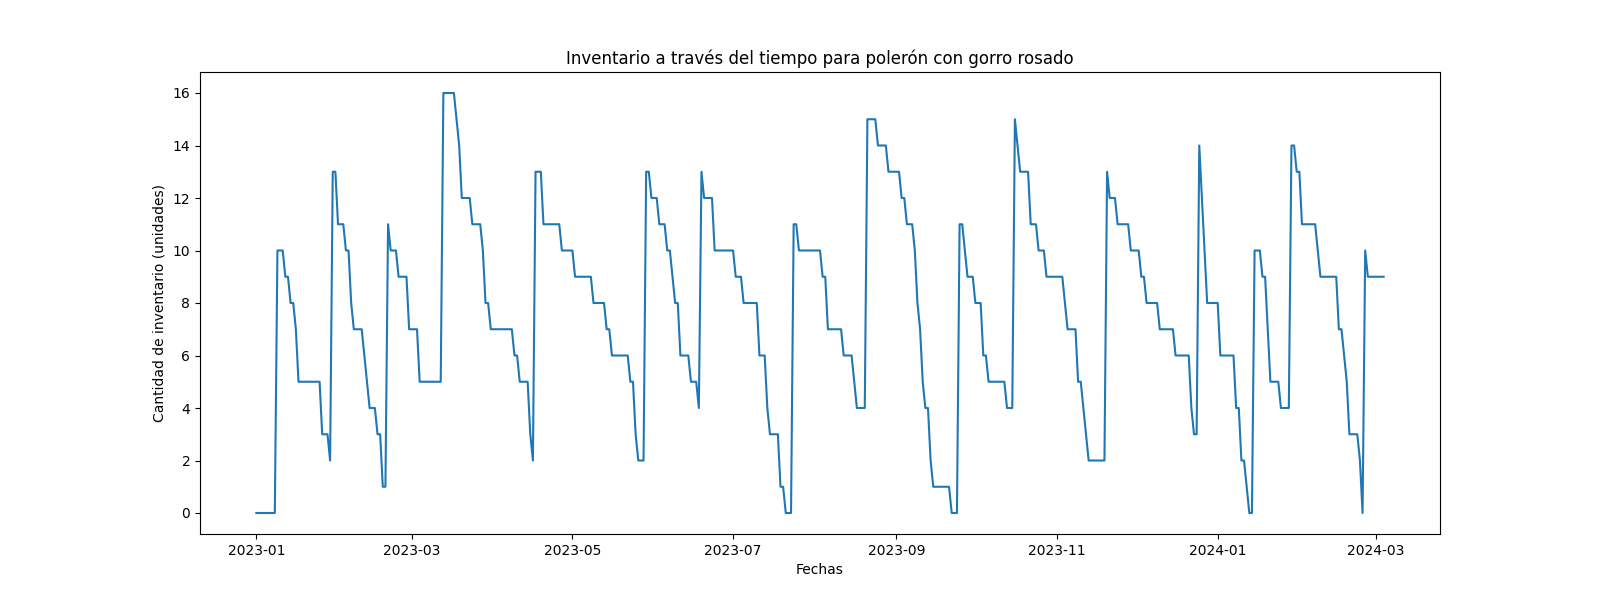 Inventario a través del tiempo para polerón con gorro rosado
Cantidad de inventario (unidades)
16
14
12
10
8
6
4
2
0
2023-01 2023-03 2023-05 2023-07 2023-09 2023-11 2024-01 2024-03
Fechas